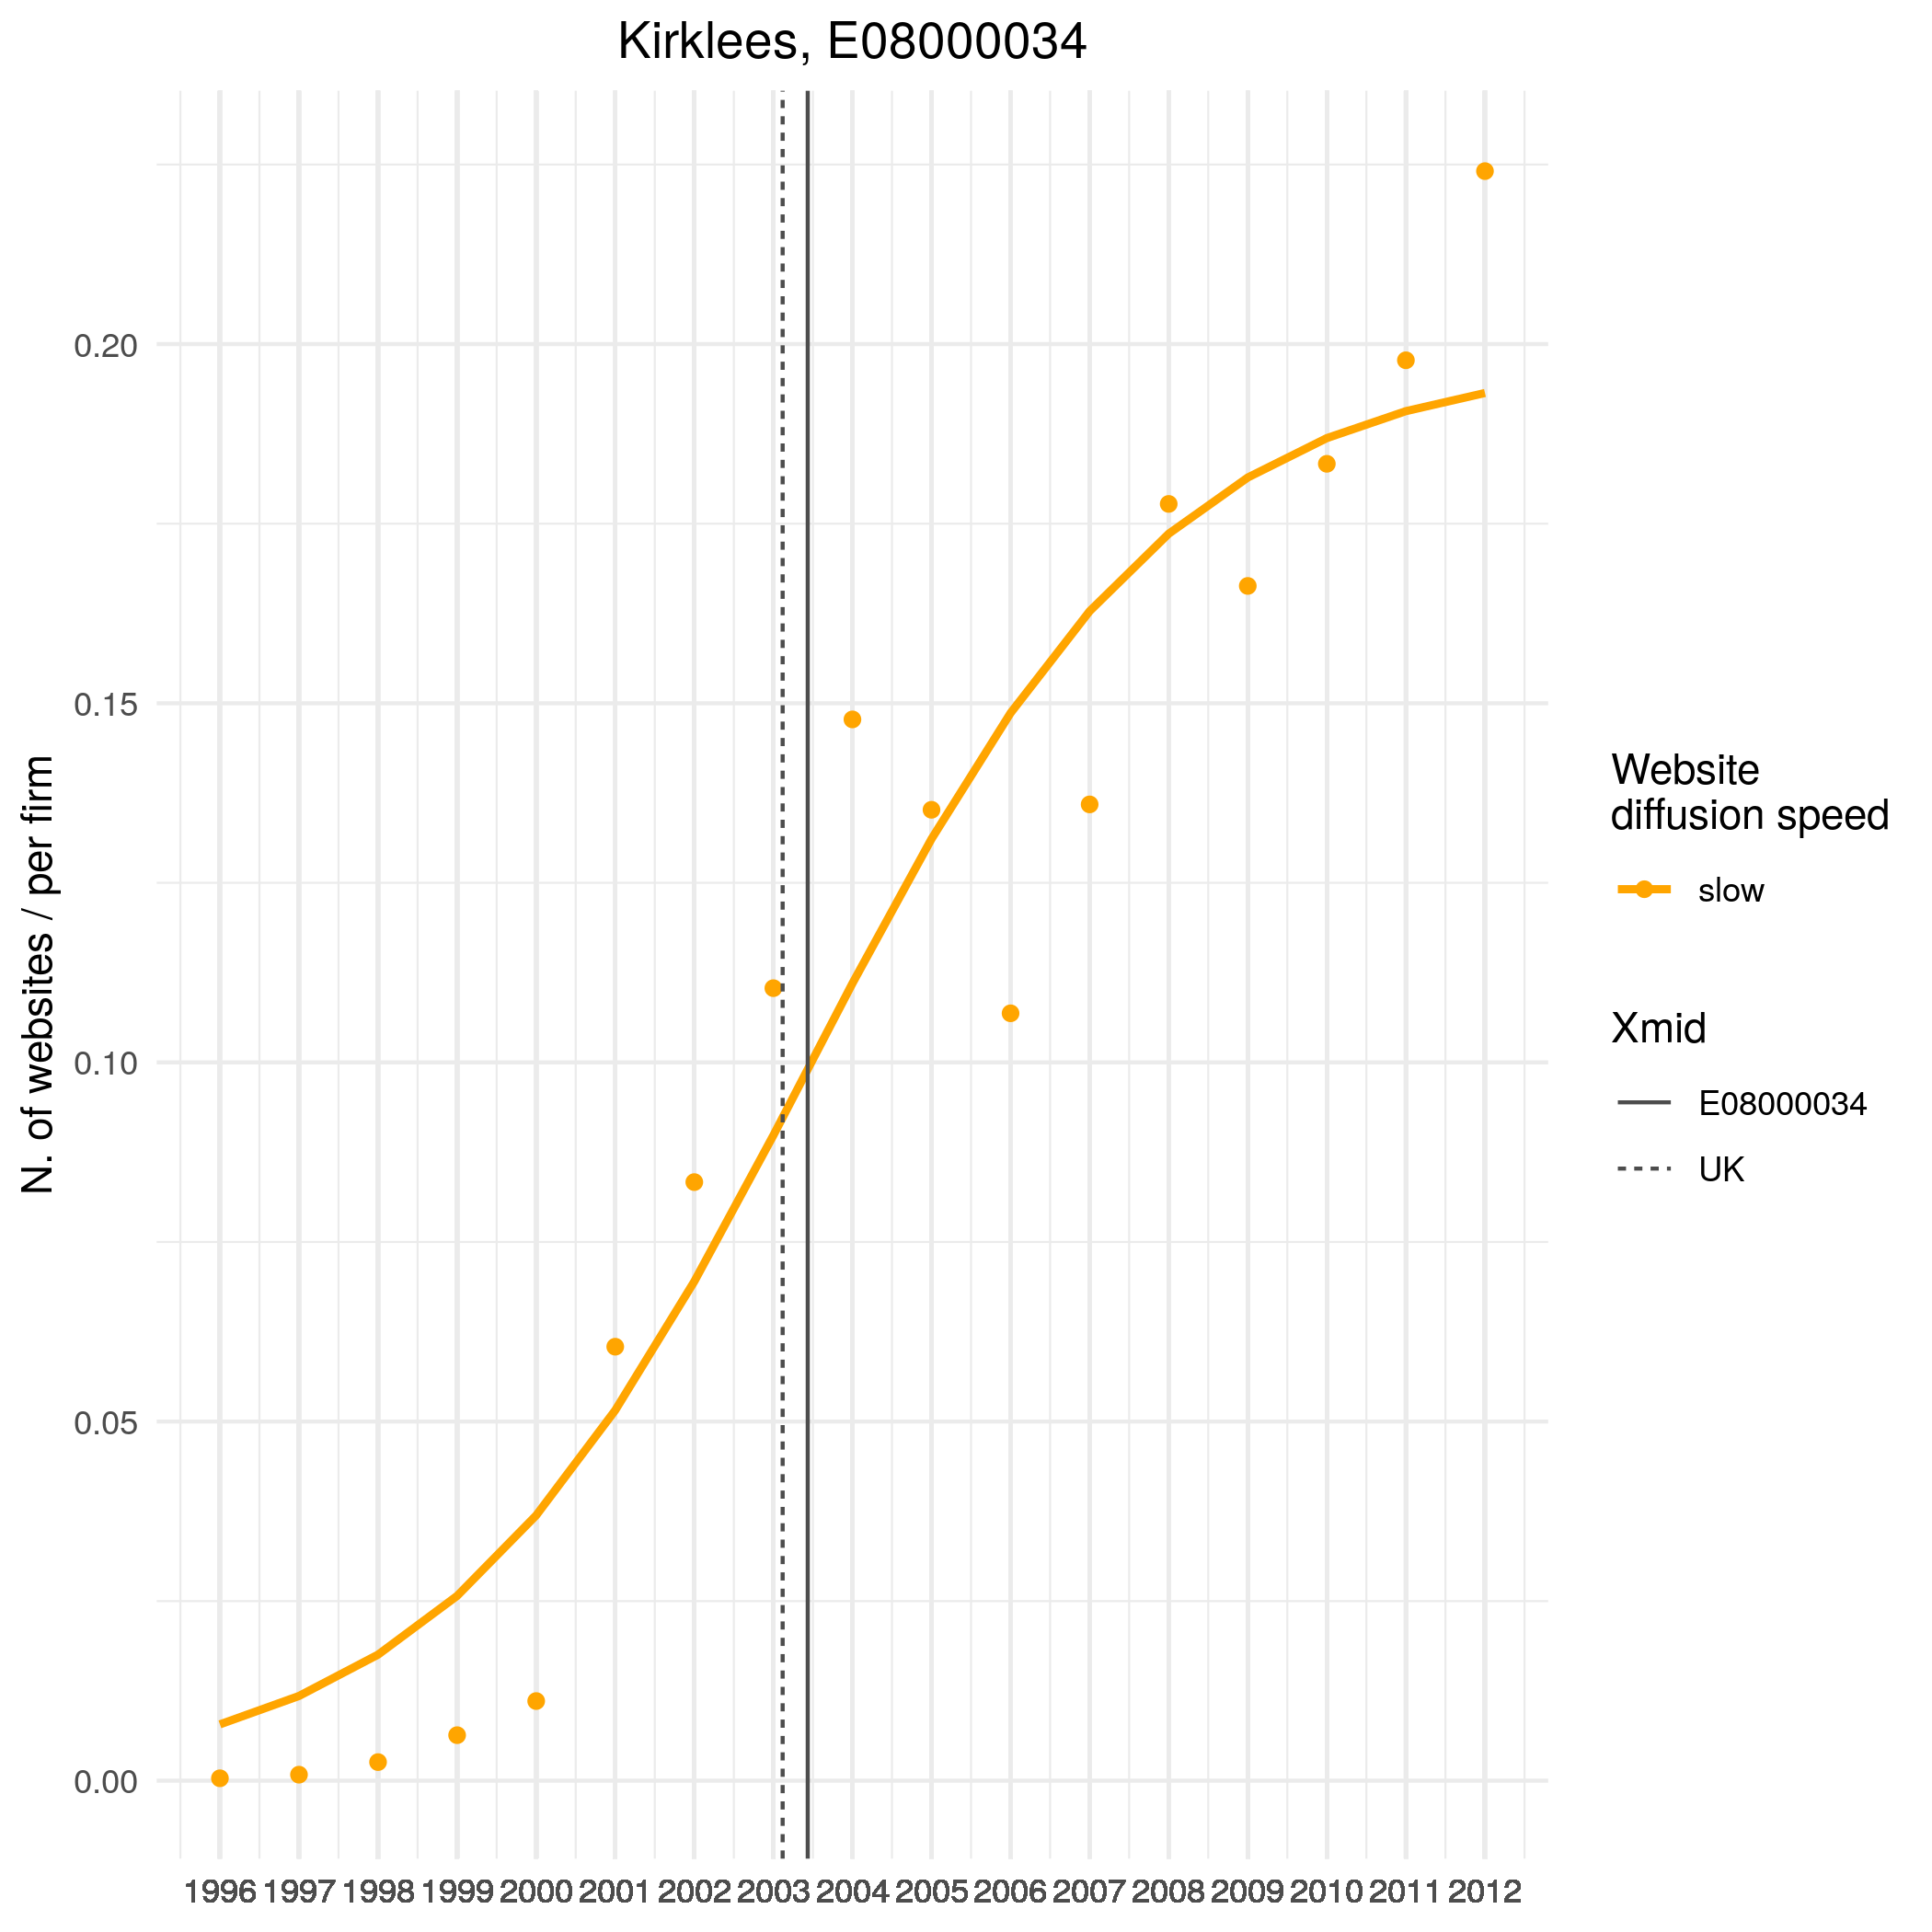 Kirklees, E08000034
N. of websites / per firm
0.20
0.15
0.10
0.05
0.00
1996 1997 1998 1999 2000 2001 2002 2003 2004 2005 2006 2007 2008 2009 2010 2011 2012
Website
diffusion speed
slow
Xmid
E08000034
UK